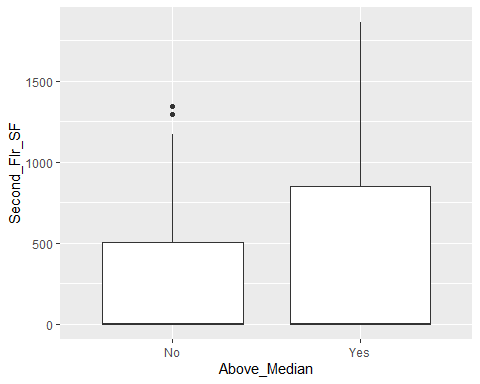 Second_Flr_SF
1500
1000
500
0
No
Yes
Above_Median